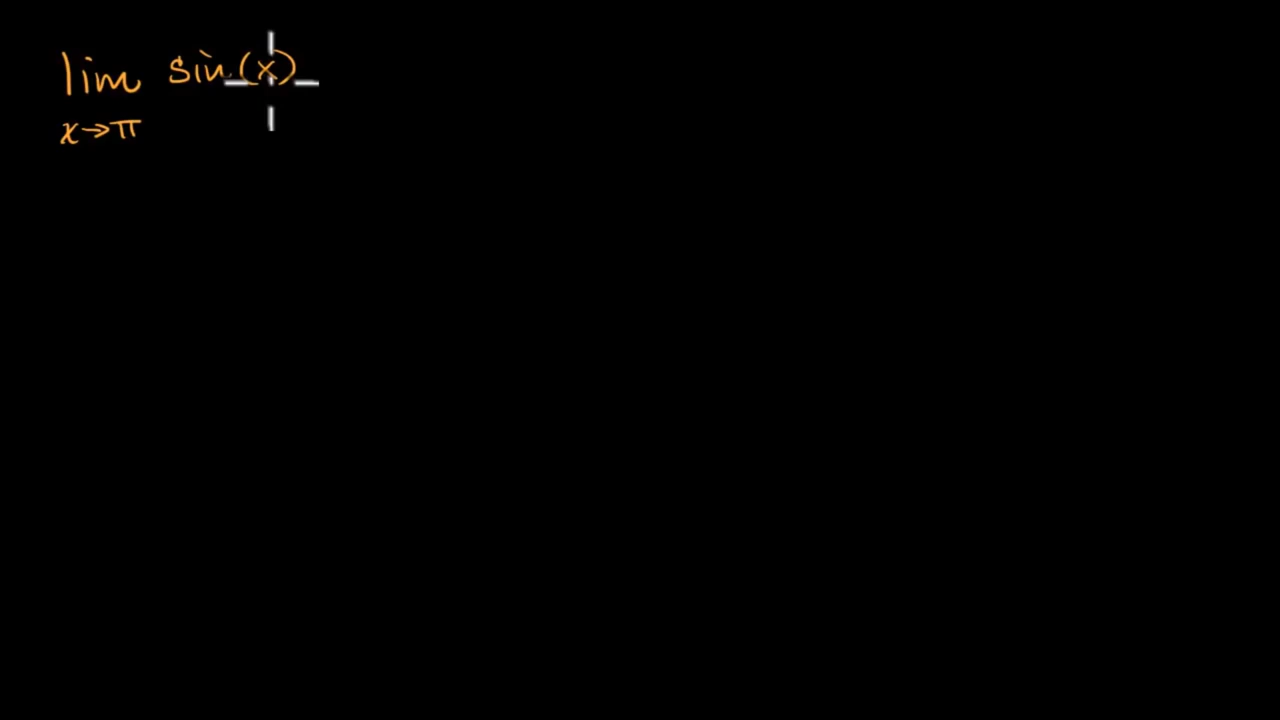 lim sin(x)
x→π